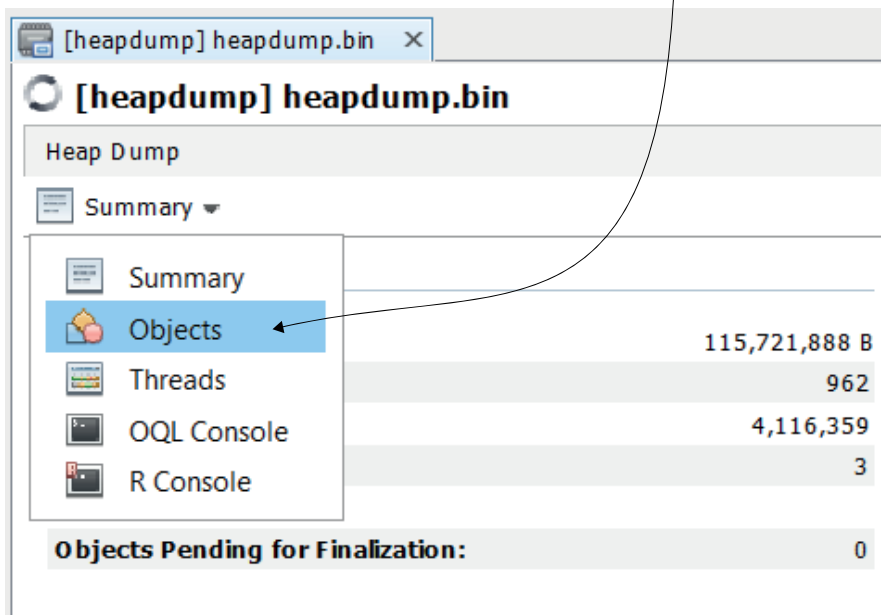 [heapdump] heapdump.bin ×
[heapdump] heapdump.bin
Heap Dump
Summary
Summary
Objects
115,721,888 B
Threads
962
OQL Console
4,116,359
R Console
3
Objects Pending for Finalization: 0